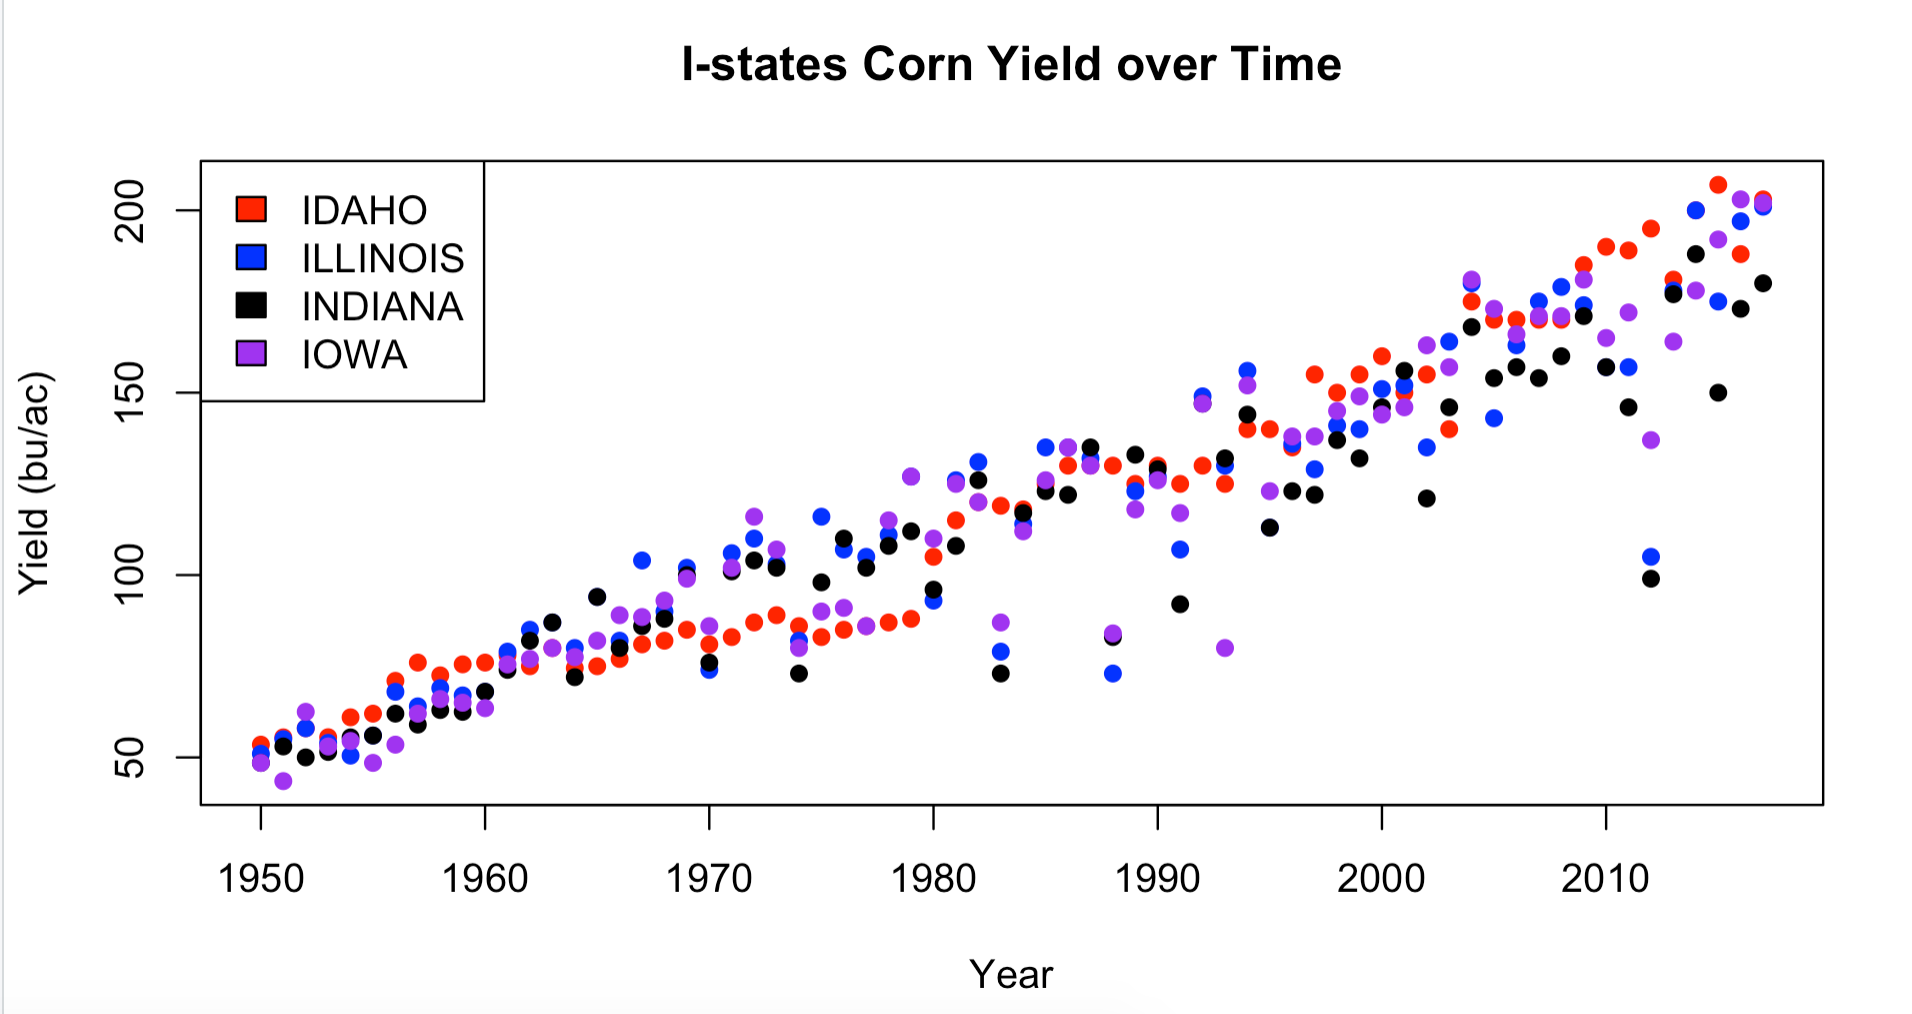 I-states Corn Yield over Time
IDAHO
ILLINOIS
INDIANA
IOWA
Yield (bu/ac)
200
150
100
50
1950 1960 1970 1980 1990 2000 2010
Year